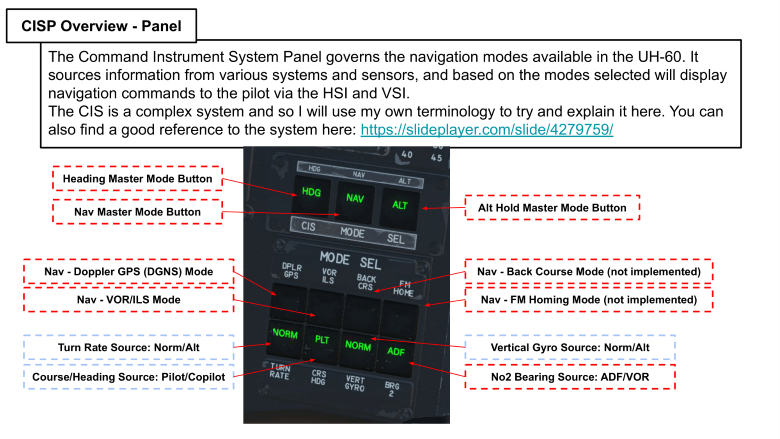 CISP Overview - Panel
The Command Instrument System Panel governs the navigation modes available in the UH-60. It
sources information from various systems and sensors, and based on the modes selected will display
navigation commands to the pilot via the HSI and VSI.
The CIS is a complex system and so I will use my own terminology to try and explain it here. You can
also find a good reference to the system here: https://slideplayer.com/slide/4279759/
40 45
Heading Master Mode Button
Nav Master Mode Button
Alt Hold Master Mode Button
HDG NAV ALT
HDG NAV ALT
CIS MODE SEL
MODE SEL
Nav - Doppler GPS (DGNS) Mode
Nav - VOR/ILS Mode
Nav - Back Course Mode (not implemented)
Nav - FM Homing Mode (not implemented)
DPLR VOR BACK FM
GPS ILS CRS HOME
Turn Rate Source: Norm/Alt
Course/Heading Source: Pilot/Copilot
Vertical Gyro Source: Norm/Alt
No2 Bearing Source: ADF/VOR
NORM PLT NORM ADF
TURN CRS VERT BRG
RATE HDG GYRO 2